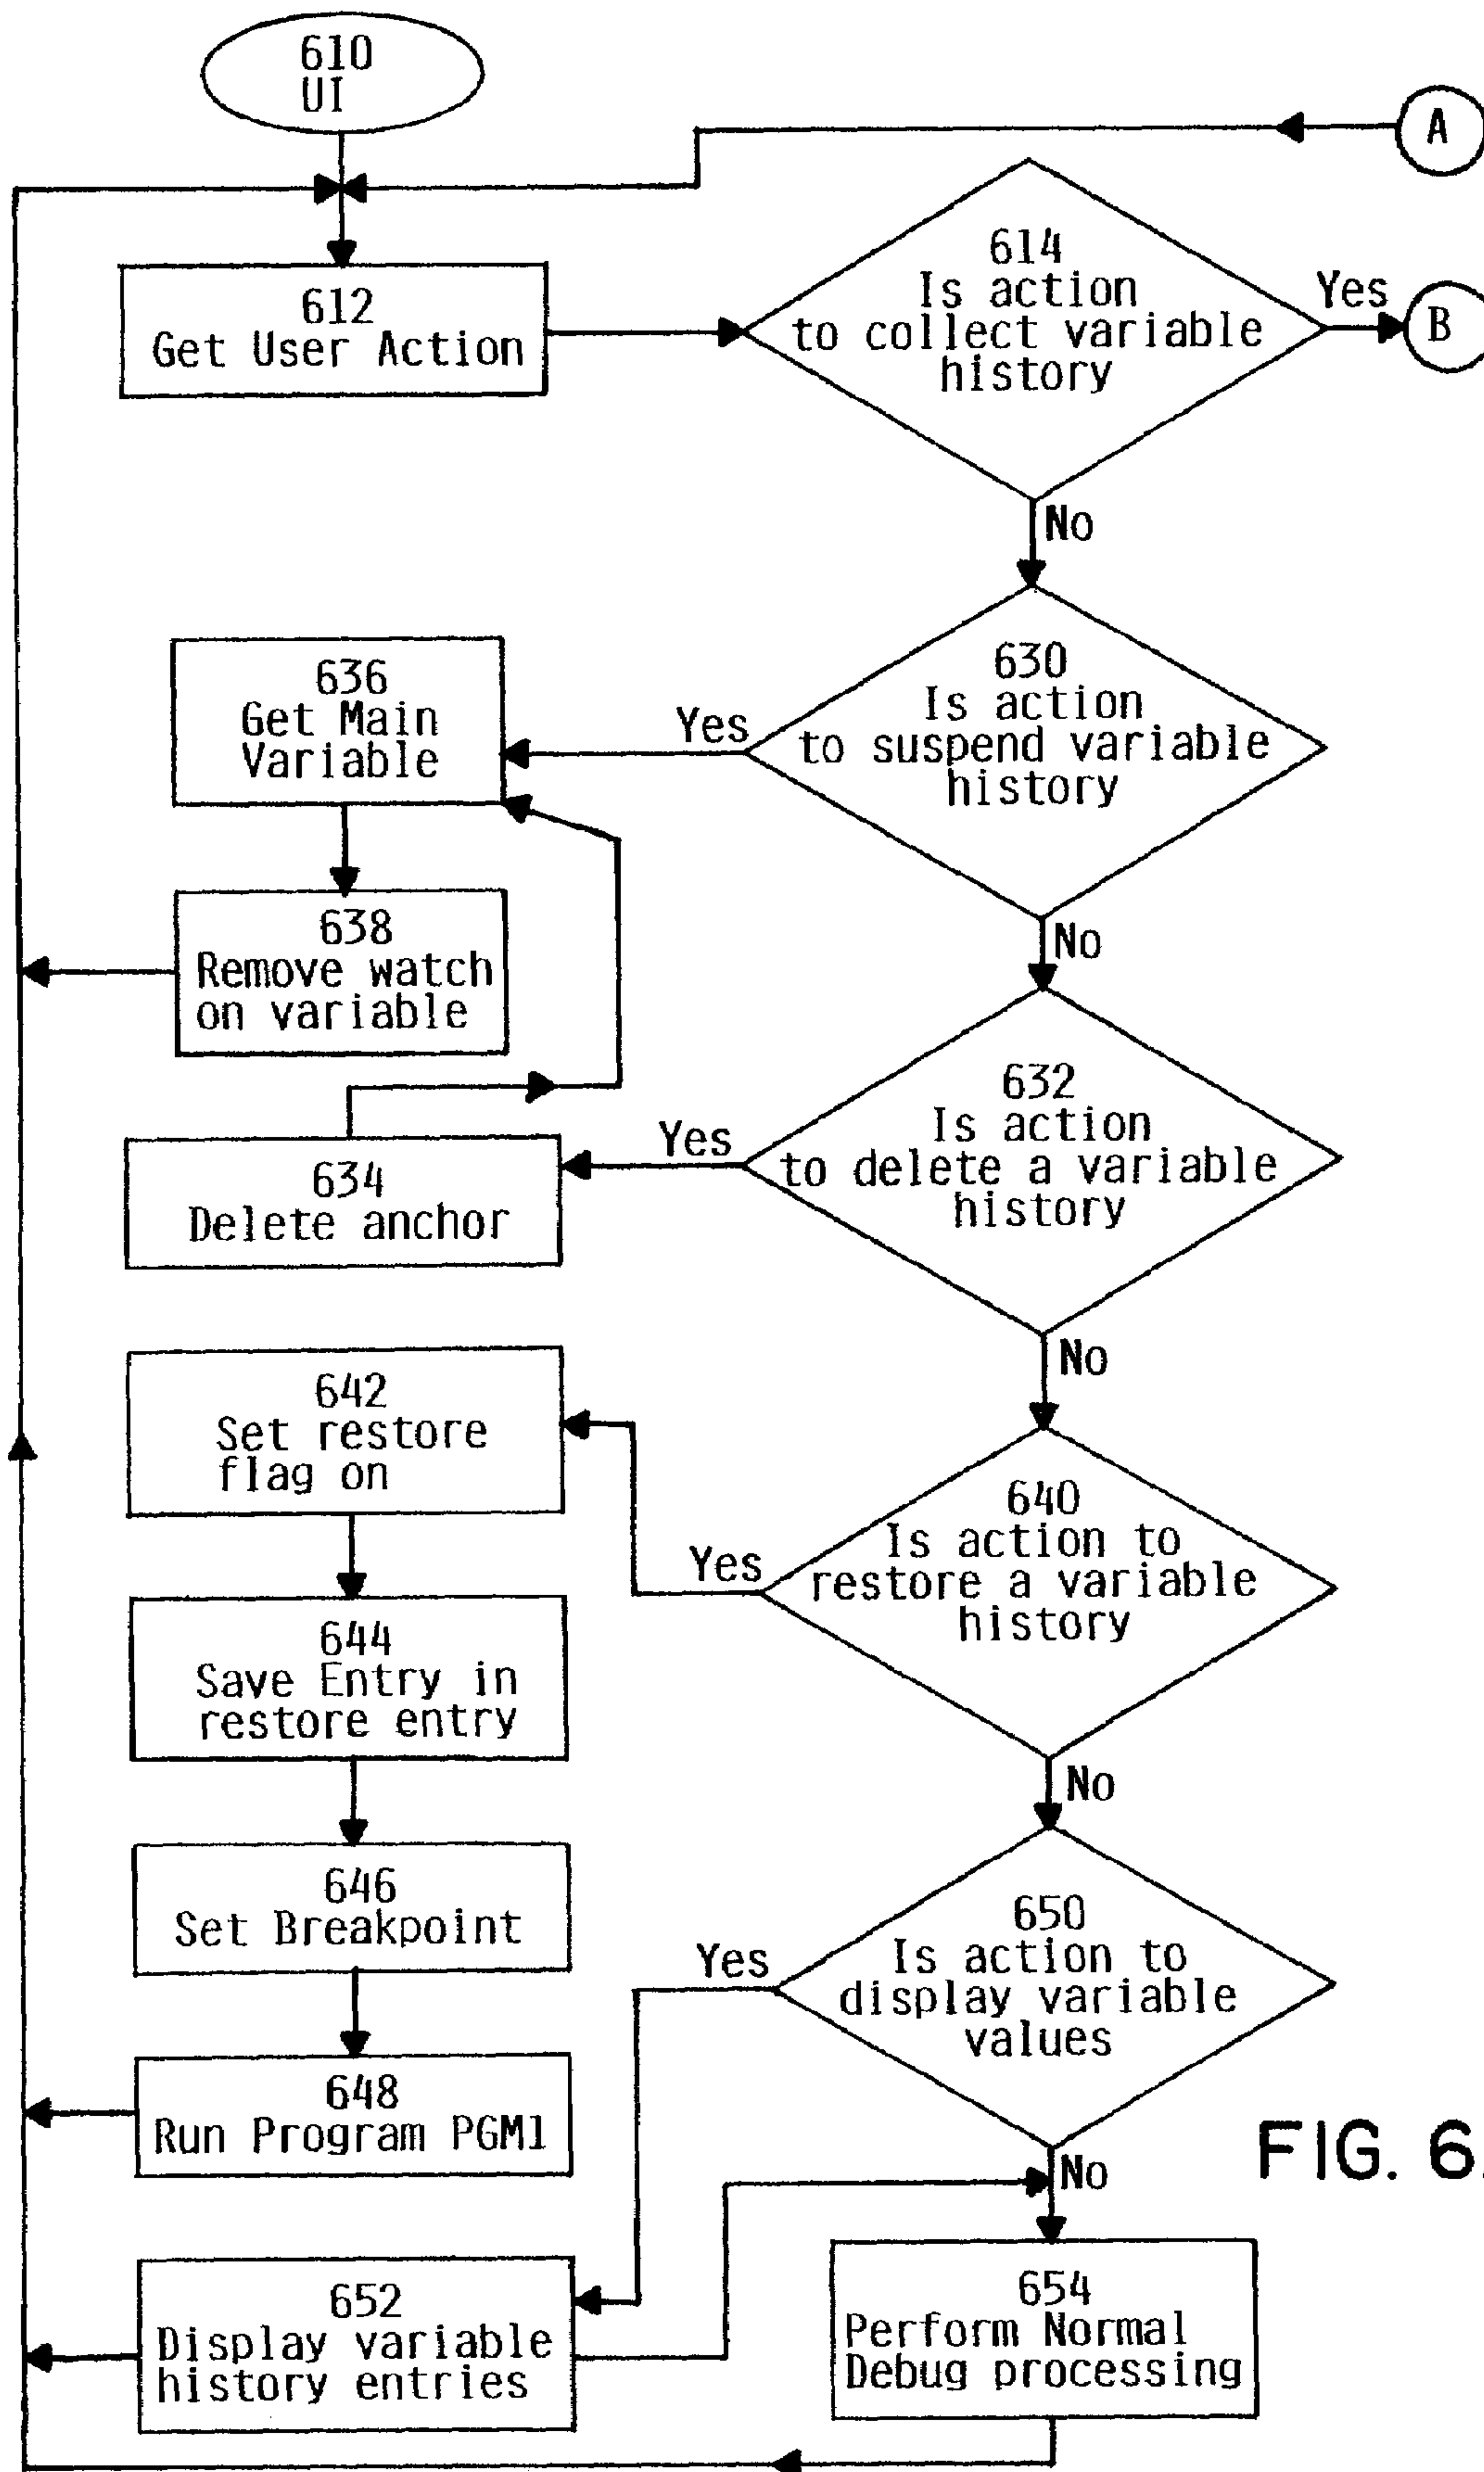 610
UI
A
612
Get User Action
614
Is action
to collect variable
history
Yes
B
No
636
Get Main
Variable
Yes
630
Is action
to suspend variable
history
638
Remove watch
on variable
No
634
Delete anchor
Yes
632
Is action
to delete a variable
history
No
642
Set restore
flag on
Yes
640
Is action to
restore a variable
history
644
Save Entry in
restore entry
No
646
Set Breakpoint
Yes
650
Is action to
display variable
values
648
Run Program PGM1
No
FIG. 6
652
Display variable
history entries
654
Perform Normal
Debug processing